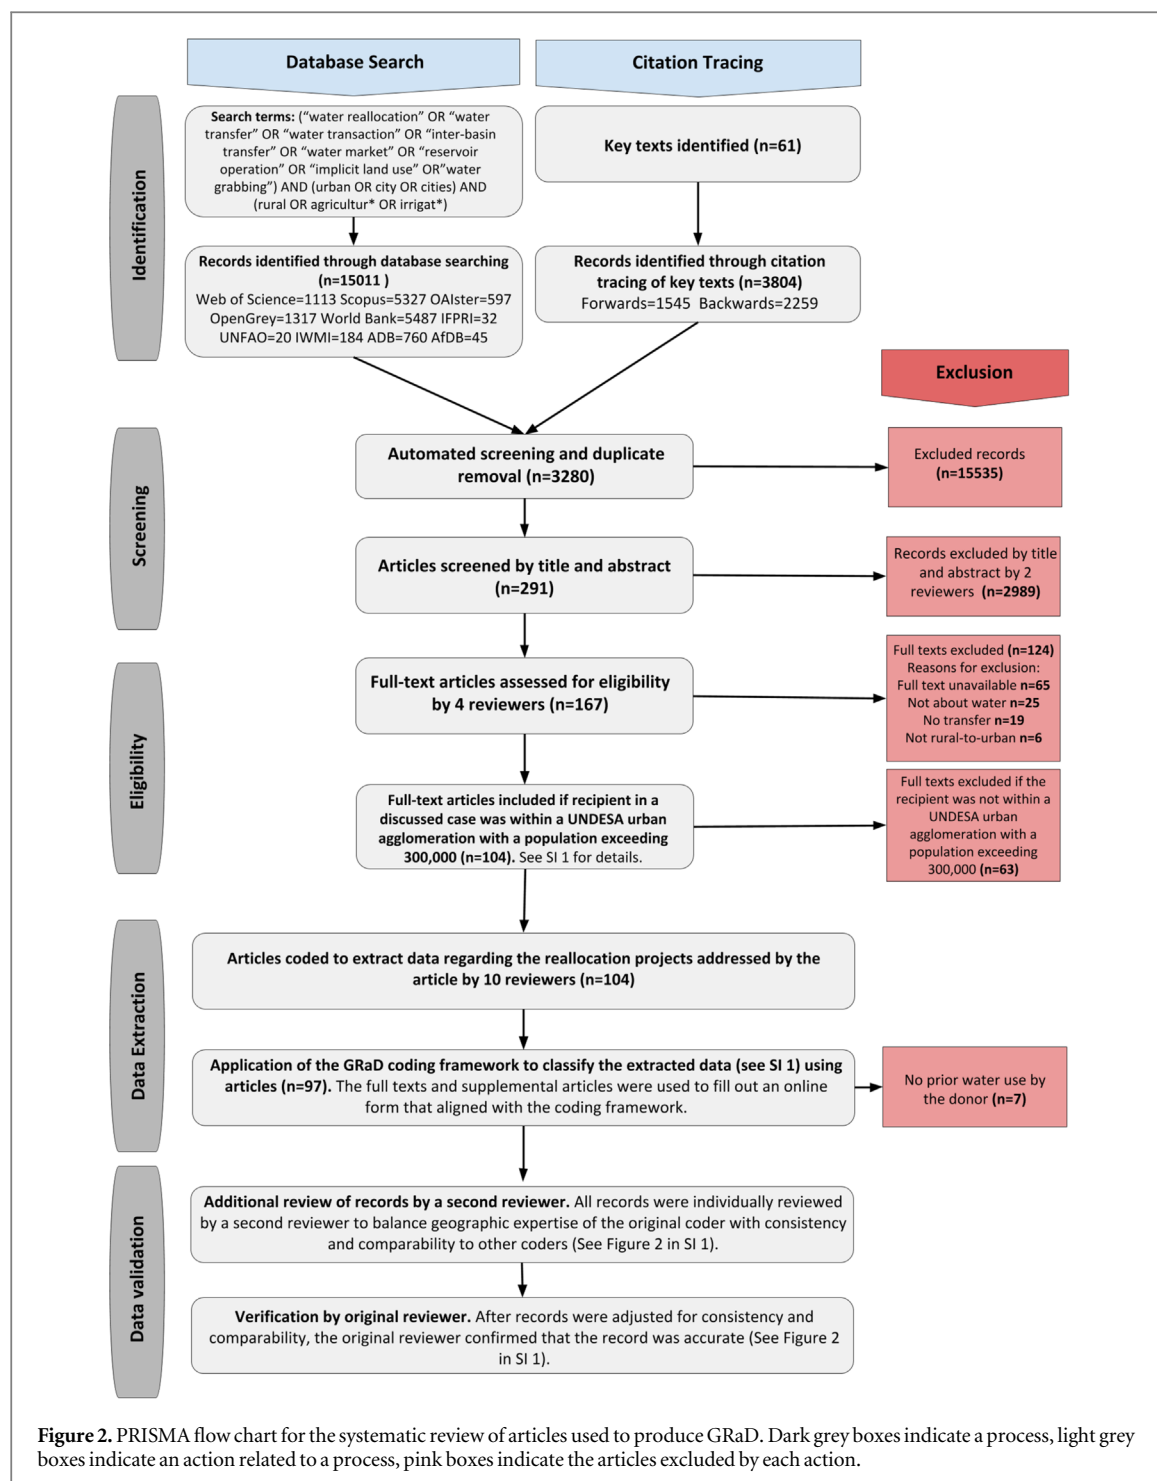 Database Search
Citation Tracing
Identification
Search terms: (“water reallocation” OR “water
transfer” OR “water transaction” OR “inter-basin
transfer” OR “water market” OR “reservoir
operation” OR “implicit land use” OR”water
grabbing”) AND (urban OR city OR cities) AND
(rural OR agricultur* OR irrigat*)
Key texts identified (n=61)
Records identified through database searching
(n=15011 )
Web of Science=1113 Scopus=5327 OAIster=597
OpenGrey=1317 World Bank=5487 IFPRI=32
UNFAO=20 IWMI=184 ADB=760 AfDB=45
Records identified through citation
tracing of key texts (n=3804)
Forwards=1545 Backwards=2259
Exclusion
Screening
Automated screening and duplicate
removal (n=3280)
Excluded records
(n=15535)
Articles screened by title and abstract
(n=291)
Records excluded by title
and abstract by 2
reviewers (n=2989)
Eligibility
Full-text articles assessed for eligibility
by 4 reviewers (n=167)
Full texts excluded (n=124)
Reasons for exclusion:
Full text unavailable n=65
Not about water n=25
No transfer n=19
Not rural-to-urban n=6
Full-text articles included if recipient in a
discussed case was within a UNDESA urban
agglomeration with a population exceeding
300,000 (n=104). See SI 1 for details.
Full texts excluded if the
recipient was not within a
UNDESA urban
agglomeration with a
population exceeding
300,000 (n=63)
Data Extraction
Articles coded to extract data regarding the reallocation projects addressed by the
article by 10 reviewers (n=104)
Application of the GRaD coding framework to classify the extracted data (see SI 1) using
articles (n=97). The full texts and supplemental articles were used to fill out an online
form that aligned with the coding framework.
No prior water use by
the donor (n=7)
Data validation
Additional review of records by a second reviewer. All records were individually reviewed
by a second reviewer to balance geographic expertise of the original coder with consistency
and comparability to other coders (See Figure 2 in SI 1).
Verification by original reviewer. After records were adjusted for consistency and
comparability, the original reviewer confirmed that the record was accurate (See Figure 2
in SI 1).
Figure 2. PRISMA flow chart for the systematic review of articles used to produce GRaD. Dark grey boxes indicate a process, light grey
boxes indicate an action related to a process, pink boxes indicate the articles excluded by each action.